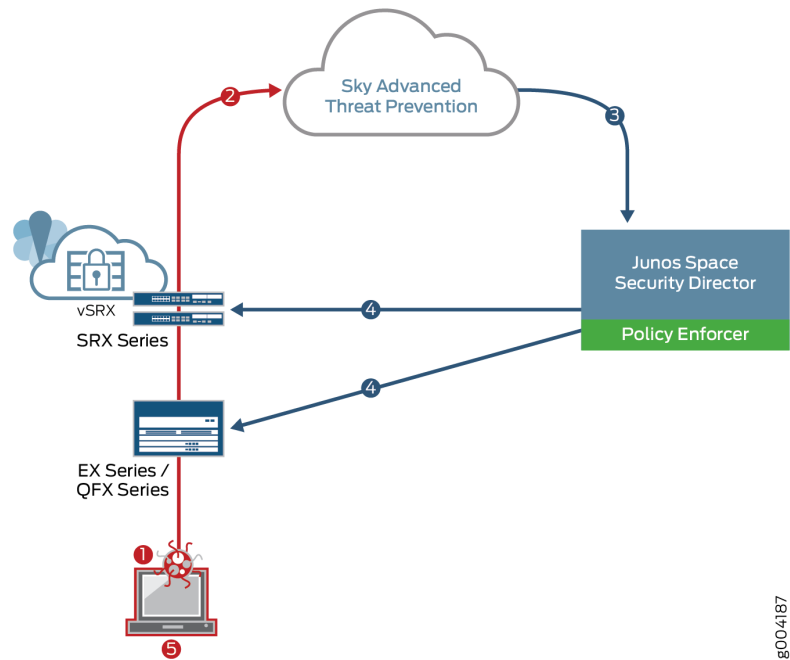 Sky Advanced
Threat Prevention
2
3
Junos Space
Security Director
Policy Enforcer
vSRX
SRX Series
4
4
EX Series /
QFX Series
1
5
g004187